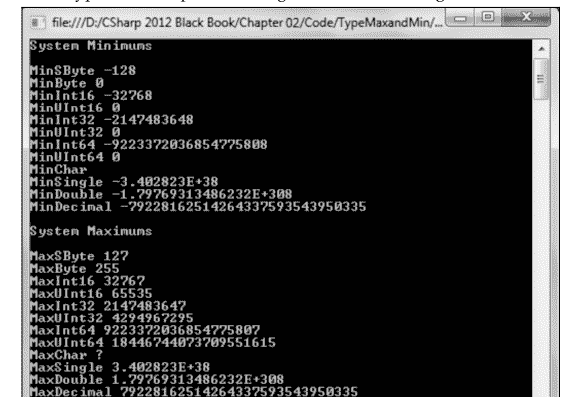 file:///D:/CSharp 2012 Black Book/Chapter 02/Code/TypeMaxandMin/...
System Minimums
MinSByte -128
MinByte 0
MinInt16 -32768
MinUInt16 0
MinInt32 -2147483648
MinUInt32 0
MinInt64 -9223372036854775808
MinUInt64 0
MinChar
MinSingle -3.402823E+38
MinDouble -1.79769313486232E+308
MinDecimal -79228162514264337593543950335
System Maximums
MaxSByte 127
MaxByte 255
MaxInt16 32767
MaxUInt16 65535
MaxInt32 2147483647
MaxUInt32 4294967295
MaxInt64 9223372036854775807
MaxUInt64 18446744073709551615
MaxChar ?
MaxSingle 3.402823E+38
MaxDouble 1.79769313486232E+308
MaxDecimal 79228162514264337593543950335